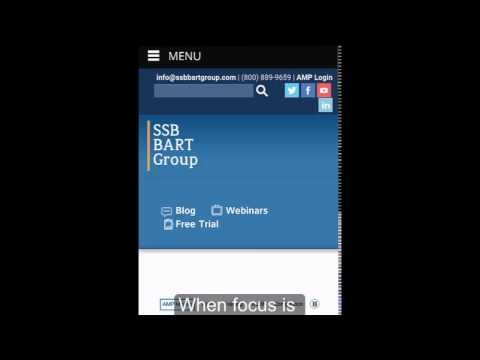 MENU
info@ssbbartgroup.com | (800) 889-9659 | AMP Login
SSB
BART
Group
Blog Webinars
Free Trial
When focus is